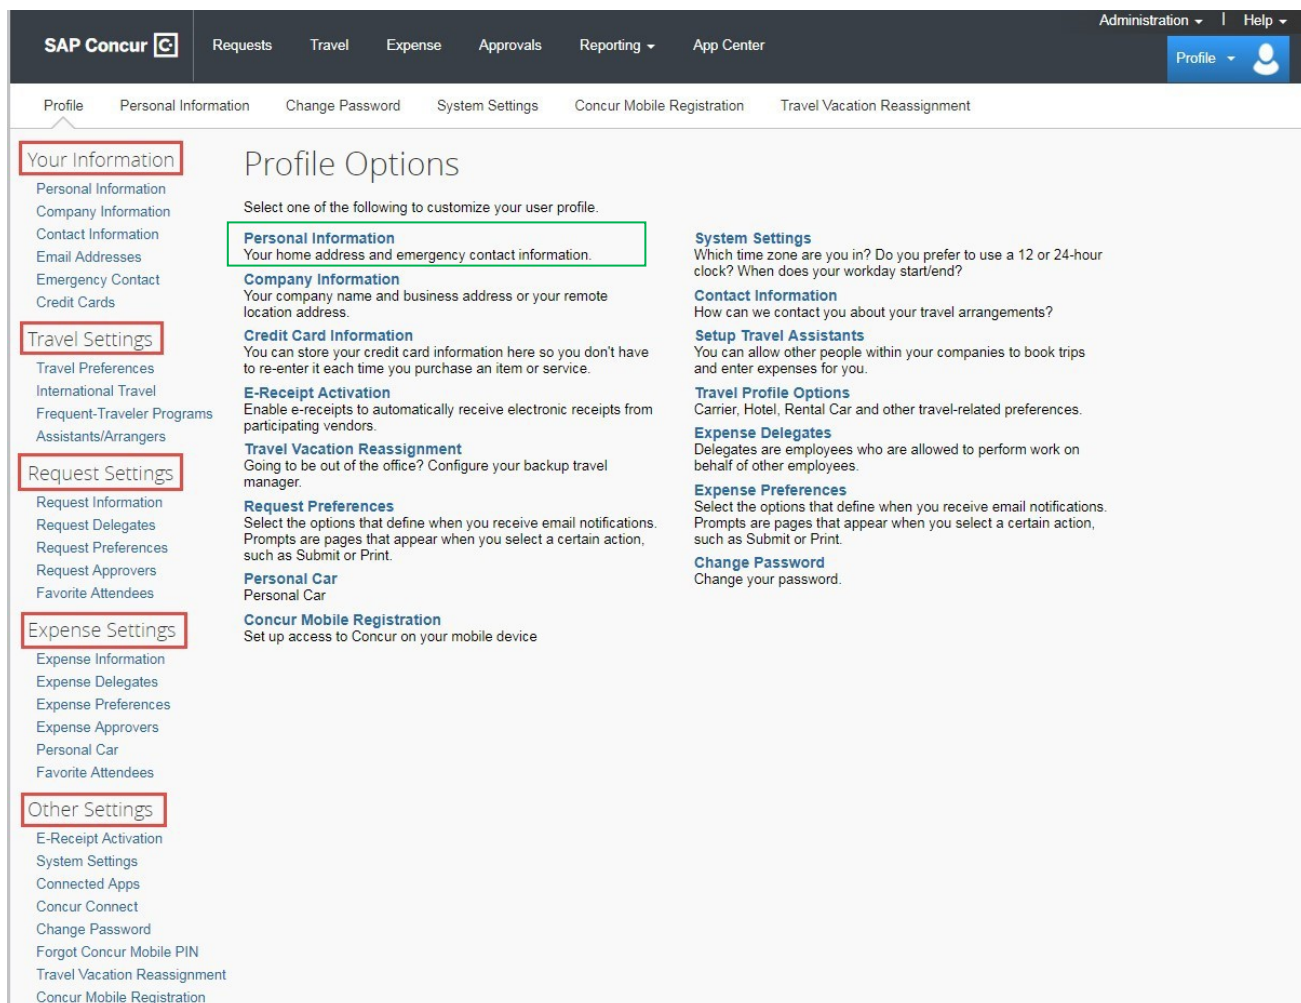 Administration | Help
SAP Concur C. Requests Travel Expense Approvals Reporting App Center
Profile
Profile Personal Information Change Password System Settings Concur Mobile Registration Travel Vacation Reassignment
Your Information
Personal Information
Company Information
Contact Information
Email Addresses
Emergency Contact
Credit Cards
Travel Settings
Travel Preferences
International Travel
Frequent-Traveler Programs
Assistants/Arrangers
Request Settings
Request Information
Request Delegates
Request Preferences
Request Approvers
Favorite Attendees
Expense Settings
Expense Information
Expense Delegates
Expense Preferences
Expense Approvers
Personal Car
Favorite Attendees
Other Settings
E-Receipt Activation
System Settings
Connected Apps
Concur Connect
Change Password
Forgot Concur Mobile PIN
Travel Vacation Reassignment
Concur Mobile Registration
Profile Options
Select one of the following to customize your user profile.
Personal Information
Your home address and emergency contact information.
Company Information
Your company name and business address or your remote
location address.
Credit Card Information
You can store your credit card information here so you don't have
to re-enter it each time you purchase an item or service.
E-Receipt Activation
Enable e-receipts to automatically receive electronic receipts from
participating vendors.
Travel Vacation Reassignment
Going to be out of the office? Configure your backup travel
manager.
Request Preferences
Select the options that define when you receive email notifications.
Prompts are pages that appear when you select a certain action,
such as Submit or Print.
Personal Car
Personal Car
Concur Mobile Registration
Set up access to Concur on your mobile device
System Settings
Which time zone are you in? Do you prefer to use a 12 or 24-hour
clock? When does your workday start/end?
Contact Information
How can we contact you about your travel arrangements?
Setup Travel Assistants
You can allow other people within your companies to book trips
and enter expenses for you.
Travel Profile Options
Carrier, Hotel, Rental Car and other travel-related preferences.
Expense Delegates
Delegates are employees who are allowed to perform work on
behalf of other employees.
Expense Preferences
Select the options that define when you receive email notifications.
Prompts are pages that appear when you select a certain action,
such as Submit or Print.
Change Password
Change your password.